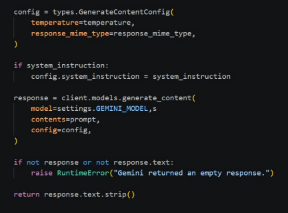 config = types.GenerateContentConfig(
    temperature=temperature,
    response_mime_type=response_mime_type,
)

if system_instruction:
    config.system_instruction = system_instruction

response = client.models.generate_content(
    model=settings.GEMINI_MODEL,s
    contents=prompt,
    config=config,
)

if not response or not response.text:
    raise RuntimeError("Gemini returned an empty response.")

return response.text.strip()